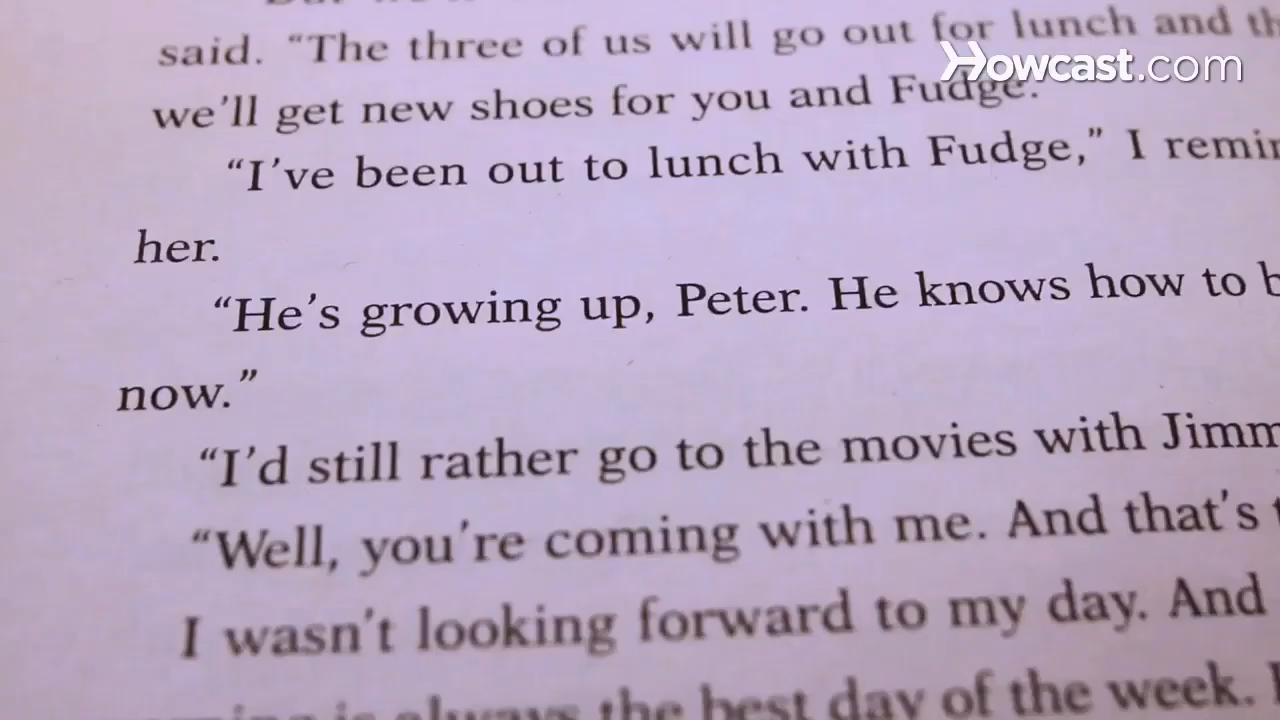 said. “The three of us will go out for lunch and
we’ll get new shoes for you and Fudge.
Howcast.com
“I’ve been out to lunch with Fudge,” I
her.
“He’s growing up, Peter. He knows how to
now.”
“I’d still rather go to the movies with
“Well, you’re coming with me. And that’s
I wasn’t looking forward to my day. And
is always the best day of the week.